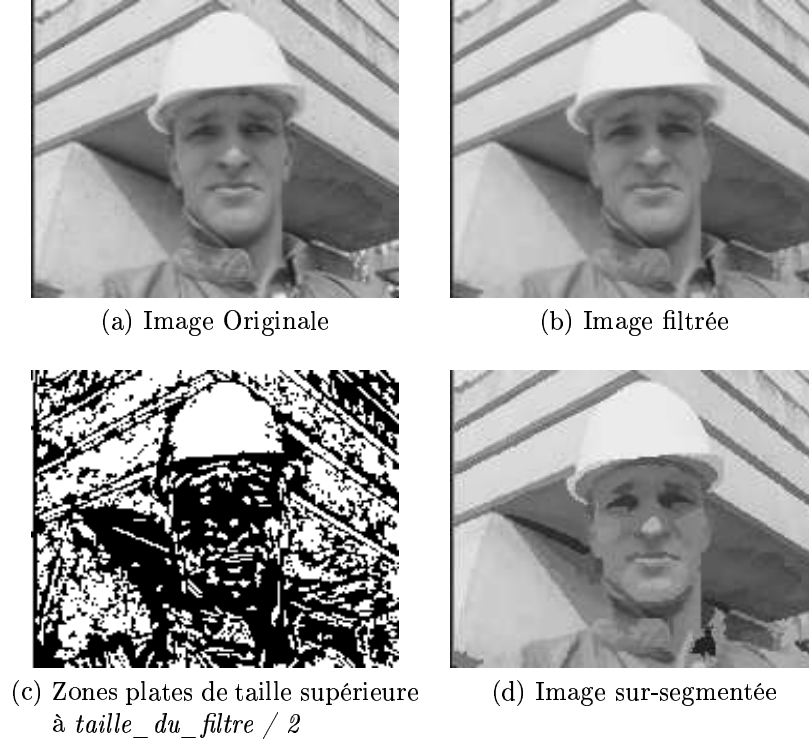 (a) Image Originale
(b) Image filtrée
(c) Zones plates de taille supérieure
à taille_du_filtre / 2
(d) Image sur-segmentée